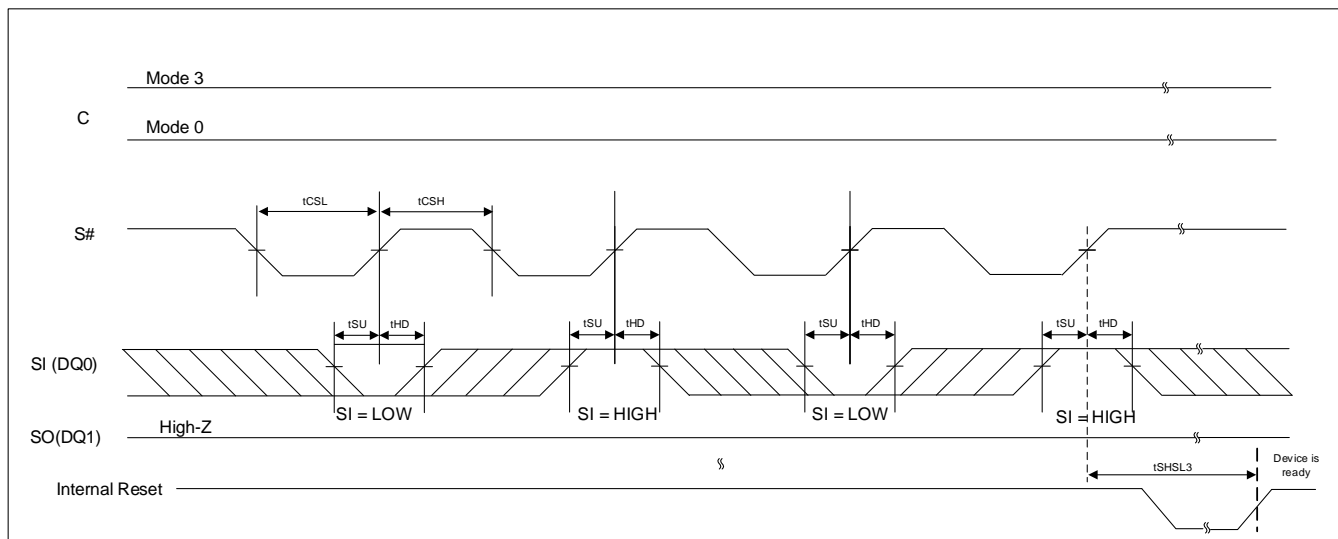 Mode 3
C
Mode 0
tCSL
tCSH
S#
tSU
tHD
tSU
tHD
tSU
tHD
tSU
tHD
SI (DQ0)
SI = LOW
SI = HIGH
SI = LOW
SI = HIGH
High-Z
SO(DQ1)
tSHSL3
Device is
ready
Internal Reset